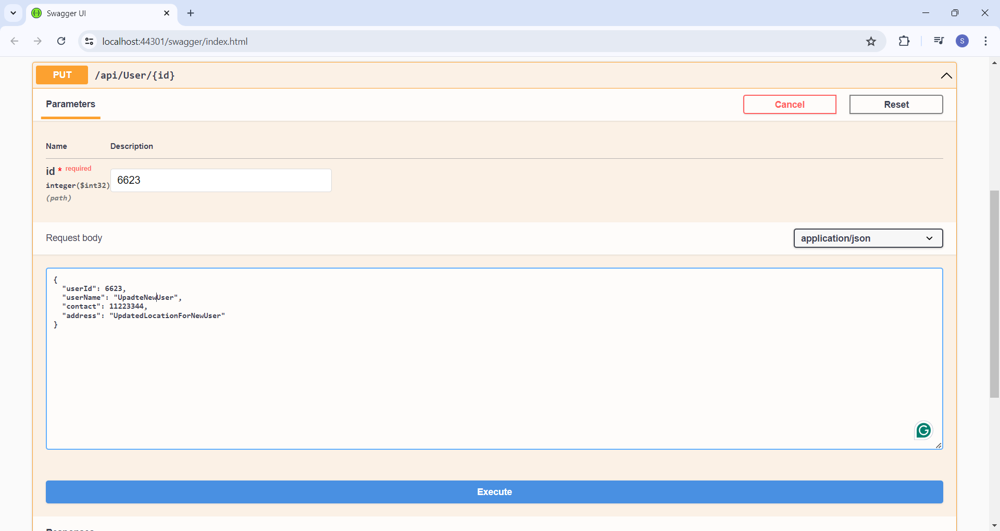 Swagger UI
localhost:44301/swagger/index.html
S
PUT /api/User/{id}
Parameters
Cancel
Reset
Name Description
id * required
integer($int32)
(path)
6623
Request body
application/json
{
"userId": 6623,
"userName": "UpadteNewUser",
"contact": 11223344,
"address": "UpdatedLocationForNewUser"
}
G
Execute